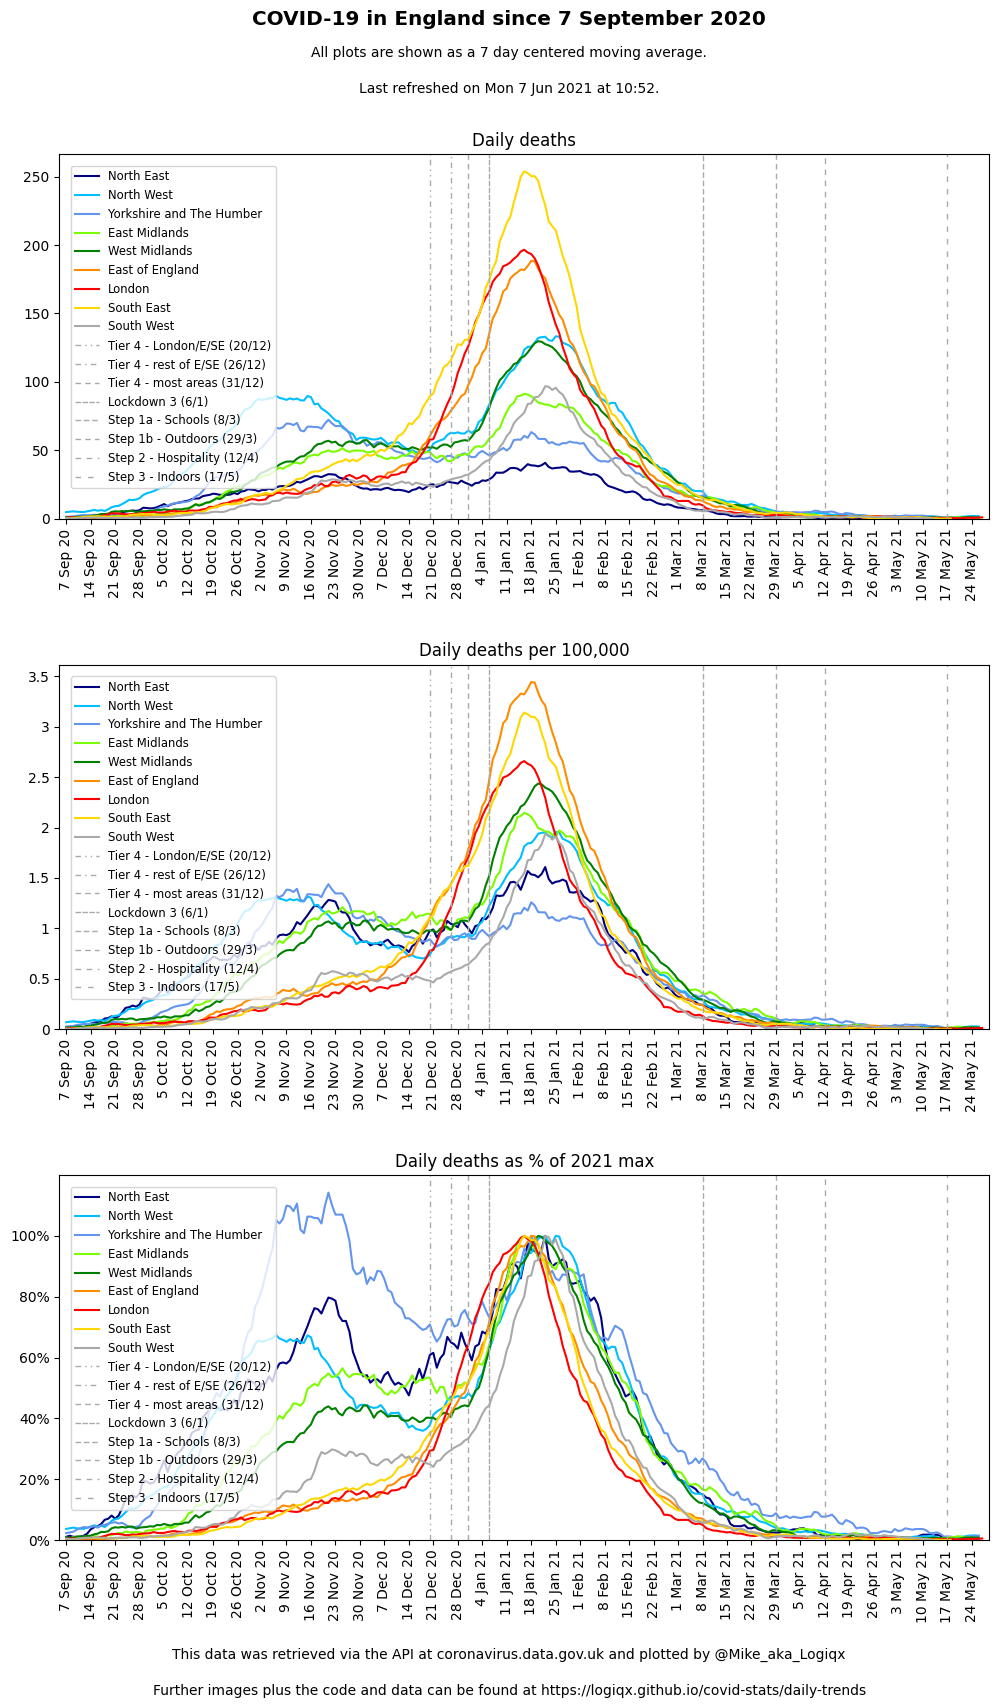 COVID-19 in England since 7 September 2020
All plots are shown as a 7 day centered moving average.
Last refreshed on Mon 7 Jun 2021 at 10:52.
Daily deaths
250
200
150
100
50
0
North East
North West
Yorkshire and The Humber
East Midlands
West Midlands
East of England
London
South East
South West
Tier 4 - London/E/SE (20/12)
Tier 4 - rest of E/SE (26/12)
Tier 4 - most areas (31/12)
Lockdown 3 (6/1)
Step 1a - Schools (8/3)
Step 1b - Outdoors (29/3)
Step 2 - Hospitality (12/4)
Step 3 - Indoors (17/5)
7 Sep 20
14 Sep 20
21 Sep 20
28 Sep 20
5 Oct 20
12 Oct 20
19 Oct 20
26 Oct 20
2 Nov 20
9 Nov 20
16 Nov 20
23 Nov 20
30 Nov 20
7 Dec 20
14 Dec 20
21 Dec 20
28 Dec 20
4 Jan 21
11 Jan 21
18 Jan 21
25 Jan 21
1 Feb 21
8 Feb 21
15 Feb 21
22 Feb 21
1 Mar 21
8 Mar 21
15 Mar 21
22 Mar 21
29 Mar 21
5 Apr 21
12 Apr 21
19 Apr 21
26 Apr 21
3 May 21
10 May 21
17 May 21
24 May 21
Daily deaths per 100,000
3.5
3
2.5
2
1.5
1
0.5
0
North East
North West
Yorkshire and The Humber
East Midlands
West Midlands
East of England
London
South East
South West
Tier 4 - London/E/SE (20/12)
Tier 4 - rest of E/SE (26/12)
Tier 4 - most areas (31/12)
Lockdown 3 (6/1)
Step 1a - Schools (8/3)
Step 1b - Outdoors (29/3)
Step 2 - Hospitality (12/4)
Step 3 - Indoors (17/5)
7 Sep 20
14 Sep 20
21 Sep 20
28 Sep 20
5 Oct 20
12 Oct 20
19 Oct 20
26 Oct 20
2 Nov 20
9 Nov 20
16 Nov 20
23 Nov 20
30 Nov 20
7 Dec 20
14 Dec 20
21 Dec 20
28 Dec 20
4 Jan 21
11 Jan 21
18 Jan 21
25 Jan 21
1 Feb 21
8 Feb 21
15 Feb 21
22 Feb 21
1 Mar 21
8 Mar 21
15 Mar 21
22 Mar 21
29 Mar 21
5 Apr 21
12 Apr 21
19 Apr 21
26 Apr 21
3 May 21
10 May 21
17 May 21
24 May 21
Daily deaths as % of 2021 max
100%
80%
60%
40%
20%
0%
North East
North West
Yorkshire and The Humber
East Midlands
West Midlands
East of England
London
South East
South West
Tier 4 - London/E/SE (20/12)
Tier 4 - rest of E/SE (26/12)
Tier 4 - most areas (31/12)
Lockdown 3 (6/1)
Step 1a - Schools (8/3)
Step 1b - Outdoors (29/3)
Step 2 - Hospitality (12/4)
Step 3 - Indoors (17/5)
7 Sep 20
14 Sep 20
21 Sep 20
28 Sep 20
5 Oct 20
12 Oct 20
19 Oct 20
26 Oct 20
2 Nov 20
9 Nov 20
16 Nov 20
23 Nov 20
30 Nov 20
7 Dec 20
14 Dec 20
21 Dec 20
28 Dec 20
4 Jan 21
11 Jan 21
18 Jan 21
25 Jan 21
1 Feb 21
8 Feb 21
15 Feb 21
22 Feb 21
1 Mar 21
8 Mar 21
15 Mar 21
22 Mar 21
29 Mar 21
5 Apr 21
12 Apr 21
19 Apr 21
26 Apr 21
3 May 21
10 May 21
17 May 21
24 May 21
This data was retrieved via the API at coronavirus.data.gov.uk and plotted by @Mike_aka_Logiqx
Further images plus the code and data can be found at https://logiqx.github.io/covid-stats/daily-trends